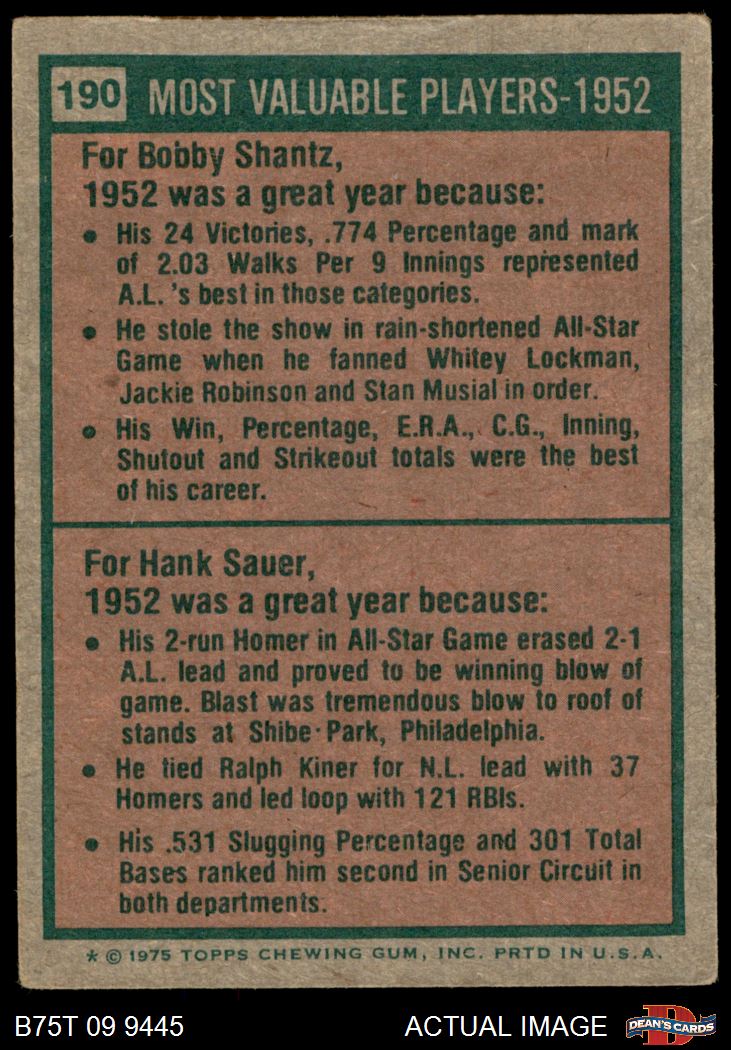 190 MOST VALUABLE PLAYERS-1952
For Bobby Shantz,
1952 was a great year because:
• His 24 Victories, .774 Percentage and mark
of 2.03 Walks Per 9 Innings represented
A.L. 's best in those categories.
• He stole the show in rain-shortened All-Star
Game when he fanned Whitey Lockman,
Jackie Robinson and Stan Musial in order.
• His Win, Percentage, E.R.A., C.G., Inning,
Shutout and Strikeout totals were the best
of his career.
For Hank Sauer,
1952 was a great year because:
• His 2-run Homer in All-Star Game erased 2-1
A.L. lead and proved to be winning blow of
game. Blast was tremendous blow to roof of
stands at Shibe Park, Philadelphia.
• He tied Ralph Kiner for N.L. lead with 37
Homers and led loop with 121 RBIs.
• His .531 Slugging Percentage and 301 Total
Bases ranked him second in Senior Circuit in
both departments.
* © 1975 TOPPS CHEWING GUM, INC. PRTD IN U.S.A.
B75T 09 9445 ACTUAL IMAGE DEAN'S CARDS